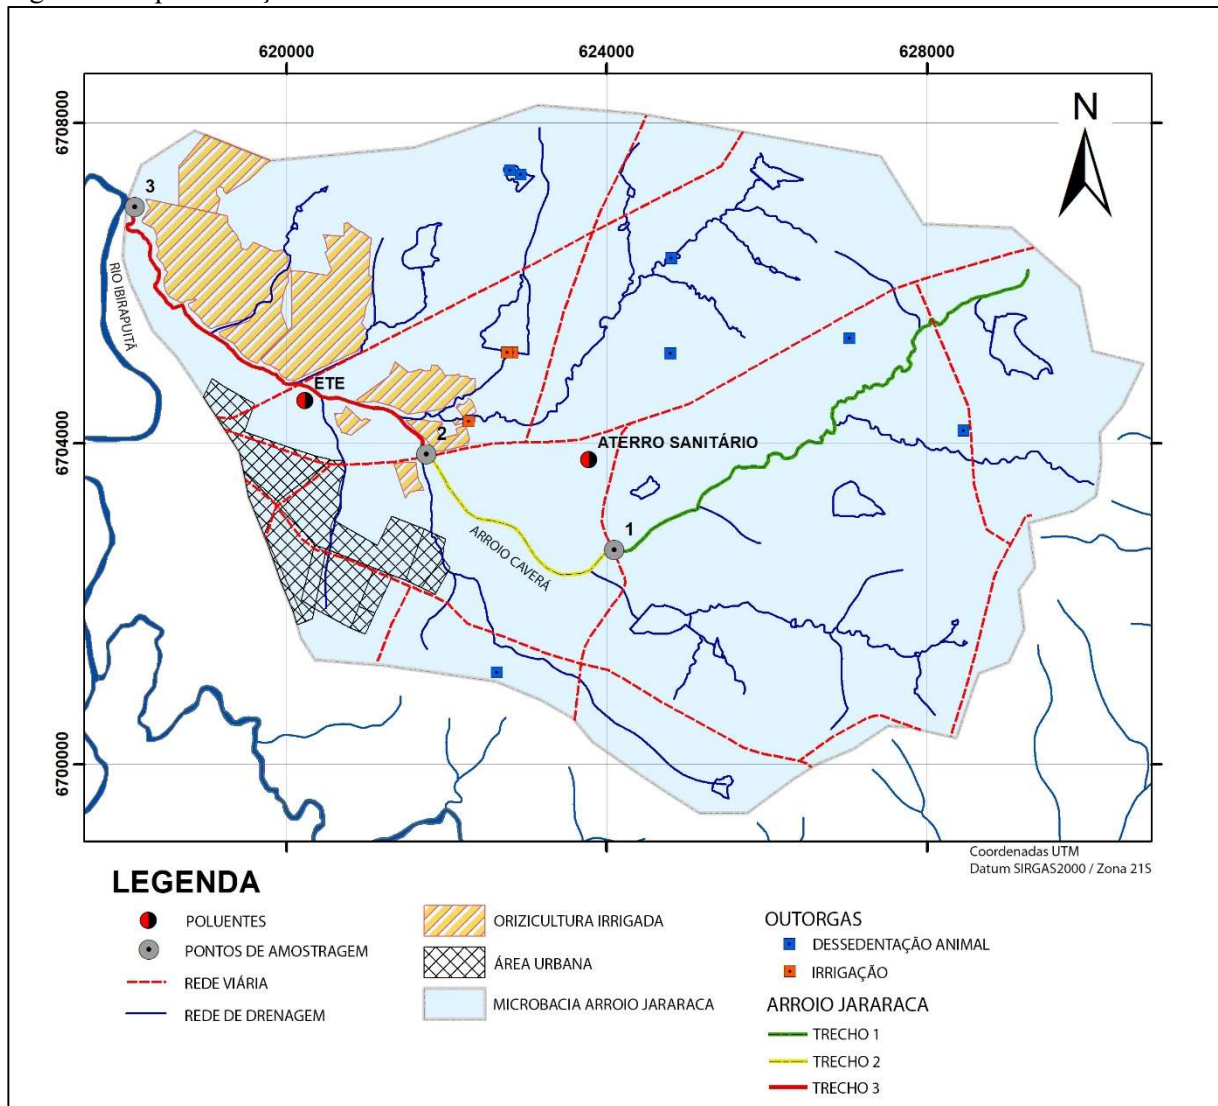 620000
624000
628000
6708000
6704000
6700000
N
3
RIO IBIRAPUITÃ
ETE
2
ATERRO SANITÁRIO
1
ARROIO CAVERÁ
Coordenadas UTM
Datum SIRGAS2000 / Zona 21S
LEGENDA
POLUENTES
PONTOS DE AMOSTRAGEM
REDE VIÁRIA
REDE DE DRENAGEM
ORIZICULTURA IRRIGADA
ÁREA URBANA
MICROBACIA ARROIO JARARACA
OUTORGAS
DESSEDENTAÇÃO ANIMAL
IRRIGAÇÃO
ARROIO JARARACA
TRECHO 1
TRECHO 2
TRECHO 3